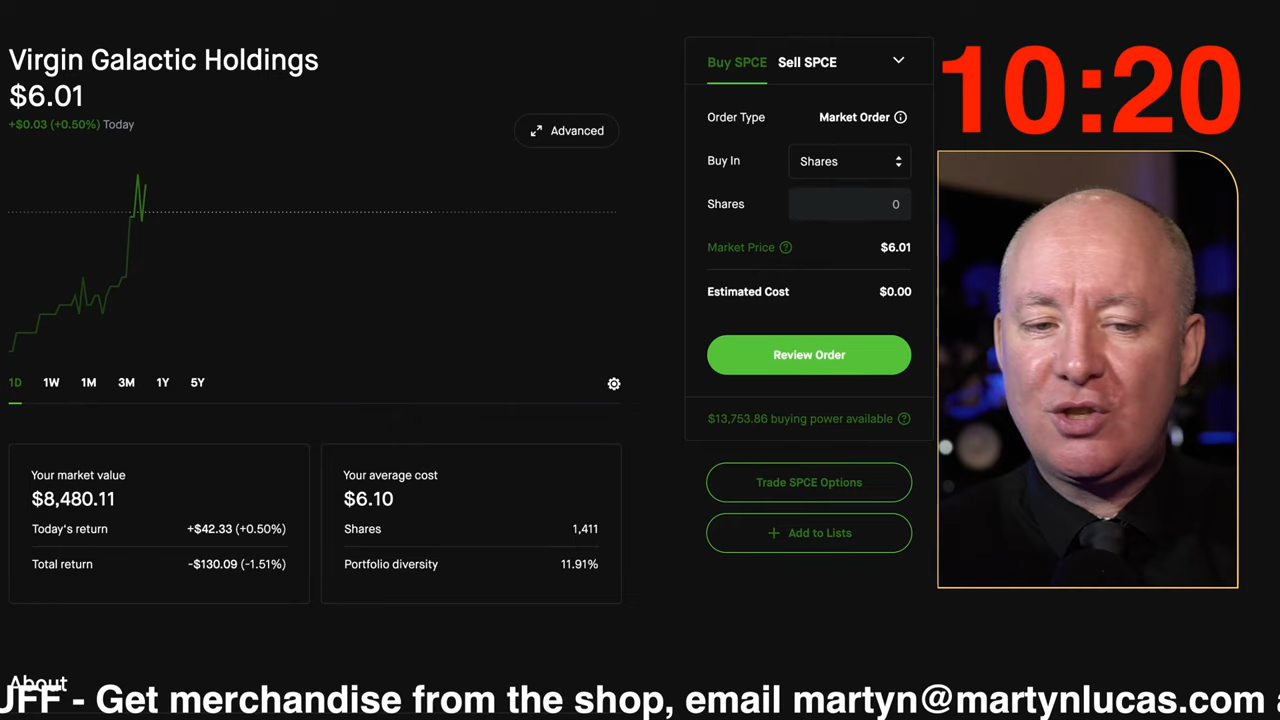 Virgin Galactic Holdings
$6.01
+$0.03 (+0.50%) Today
Advanced
1D 1W 1M 3M 1Y 5Y
Your market value
$8,480.11
Today's return +$42.33 (+0.50%)
Total return -$130.09 (-1.51%)
Your average cost
$6.10
Shares 1,411
Portfolio diversity 11.91%
Buy SPCE Sell SPCE
Order Type Market Order
Buy In Shares
Shares 0
Market Price $6.01
Estimated Cost $0.00
Review Order
$13,753.86 buying power available
Trade SPCE Options
+ Add to Lists
10:20
About
UFF - Get merchandise from the shop, email martyn@martynlucas.com a